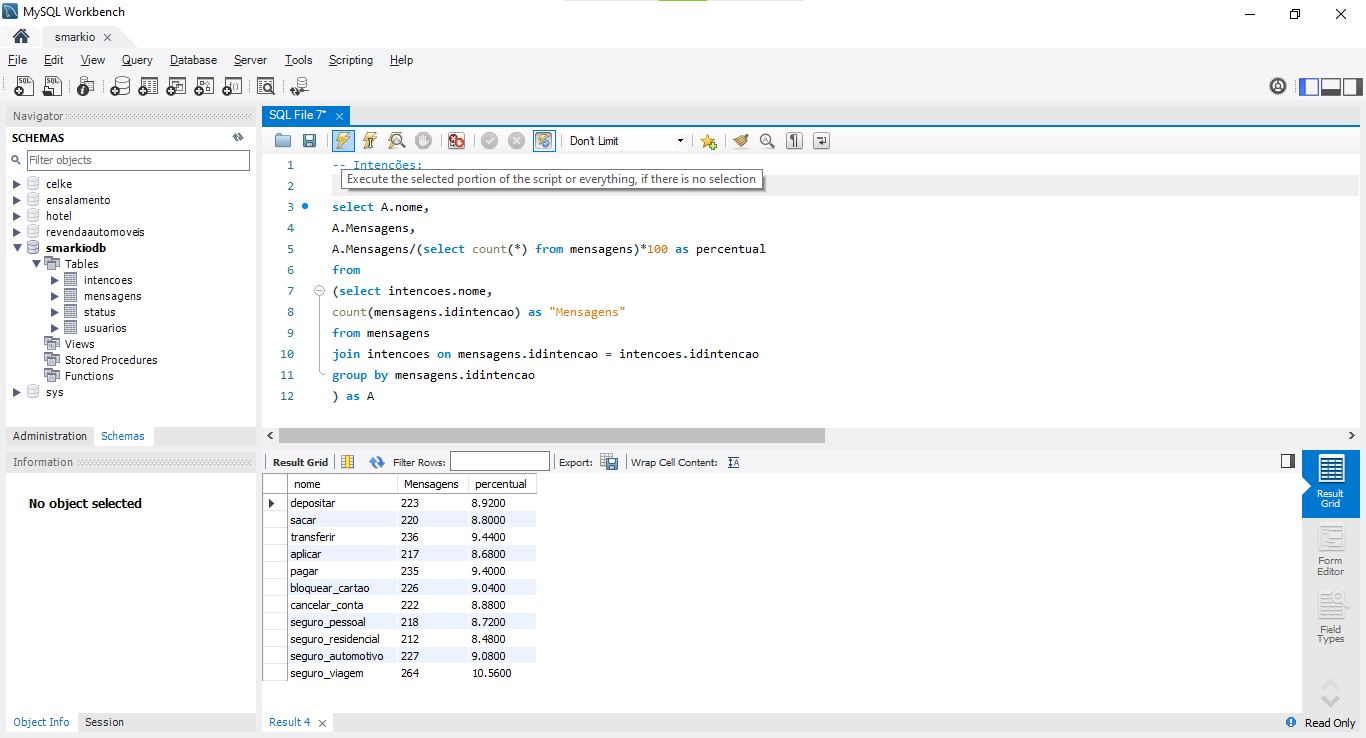 MySQL Workbench
smarkio
File Edit View Query Database Server Tools Scripting Help
Navigator
SCHEMAS
Filter objects
celke
ensalamento
hotel
revendaautomoveis
smarkiodb
Tables
intencoes
mensagens
status
usuarios
Views
Stored Procedures
Functions
sys
Administration Schemas
Information
No object selected
Object Info Session
SQL File 7*
Don't Limit
1 -- Intenções:
Execute the selected portion of the script or everything, if there is no selection
2
3 select A.nome,
4 A.Mensagens,
5 A.Mensagens/(select count(*) from mensagens)*100 as percentual
6 from
7 (select intencoes.nome,
8 count(mensagens.idintencao) as "Mensagens"
9 from mensagens
10 join intencoes on mensagens.idintencao = intencoes.idintencao
11 group by mensagens.idintencao
12 ) as A
Result Grid Filter Rows: Export: Wrap Cell Content: IA
nome Mensagens percentual
depositar 223 8.9200
sacar 220 8.8000
transferir 236 9.4400
aplicar 217 8.6800
pagar 235 9.4000
bloquear_cartao 226 9.0400
cancelar_conta 222 8.8800
seguro_pessoal 218 8.7200
seguro_residencial 212 8.4800
seguro_automotivo 227 9.0800
seguro_viagem 264 10.5600
Result
Grid
Form
Editor
Field
Types
Result 4
Read Only